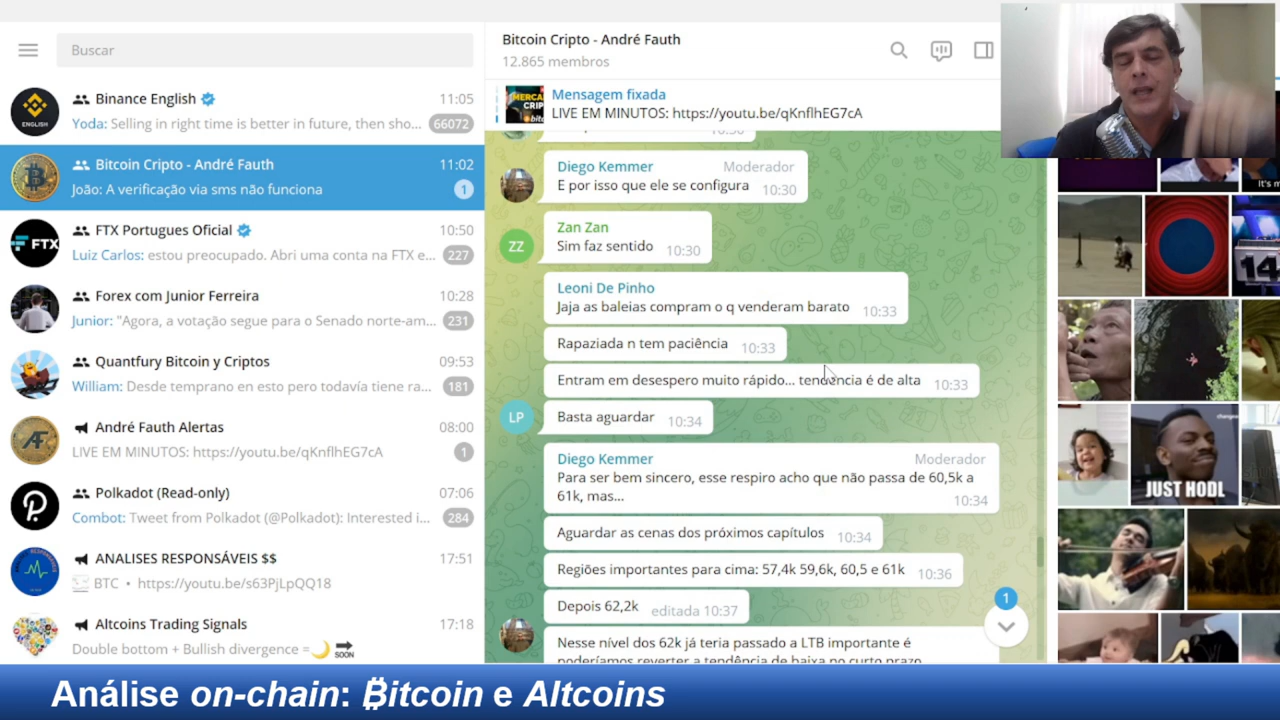 Buscar
Binance English
11:05
Yoda: Selling in right time is better in future, then sho...
66072
ENGLISH
Bitcoin Cripto - André Fauth
11:02
João: A verificação via sms não funciona
1
FTX Portugues Oficial
10:50
Luiz Carlos: estou preocupado. Abri uma conta na FTX e...
227
FTX
Forex com Junior Ferreira
10:28
Junior: "Agora, a votação segue para o Senado norte-am...
231
Quantfury Bitcoin y Criptos
09:53
William: Desde temprano en esto pero todavía tiene ra...
181
André Fauth Alertas
08:00
LIVE EM MINUTOS: https://youtu.be/qKnflhEG7cA
1
AF
Polkadot (Read-only)
07:06
Combot: Tweet from Polkadot (@Polkadot): Interested i...
284
ANALISES RESPONSÁVEIS $$
17:51
BTC • https://youtu.be/s63PjLpQQ18
Altcoins Trading Signals
17:18
Double bottom + Bullish divergence =🌙 SOON
Bitcoin Cripto - André Fauth
12.865 membros
Mensagem fixada
LIVE EM MINUTOS: https://youtu.be/qKnflhEG7cA
10:30
Diego Kemmer
Moderador
E por isso que ele se configura
10:30
Zan Zan
ZZ
Sim faz sentido
10:30
Leoni De Pinho
Jaja as baleias compram o q venderam barato
10:33
Rapaziada n tem paciência
10:33
Entram em desespero muito rápido... tendência é de alta
10:33
LP
Basta aguardar
10:34
Diego Kemmer
Moderador
Para ser bem sincero, esse respiro acho que não passa de 60,5k a
61k, mas...
10:34
Aguardar as cenas dos próximos capítulos
10:34
Regiões importantes para cima: 57,4k 59,6k, 60,5 e 61k
10:36
Depois 62,2k
editada 10:37
1
Nesse nível dos 62k já teria passado a LTB importante é
poderíamos reverter a tendência de baixa no curto prazo
It's m
14
JUST HODL
Análise on-chain: ₿itcoin e Altcoins